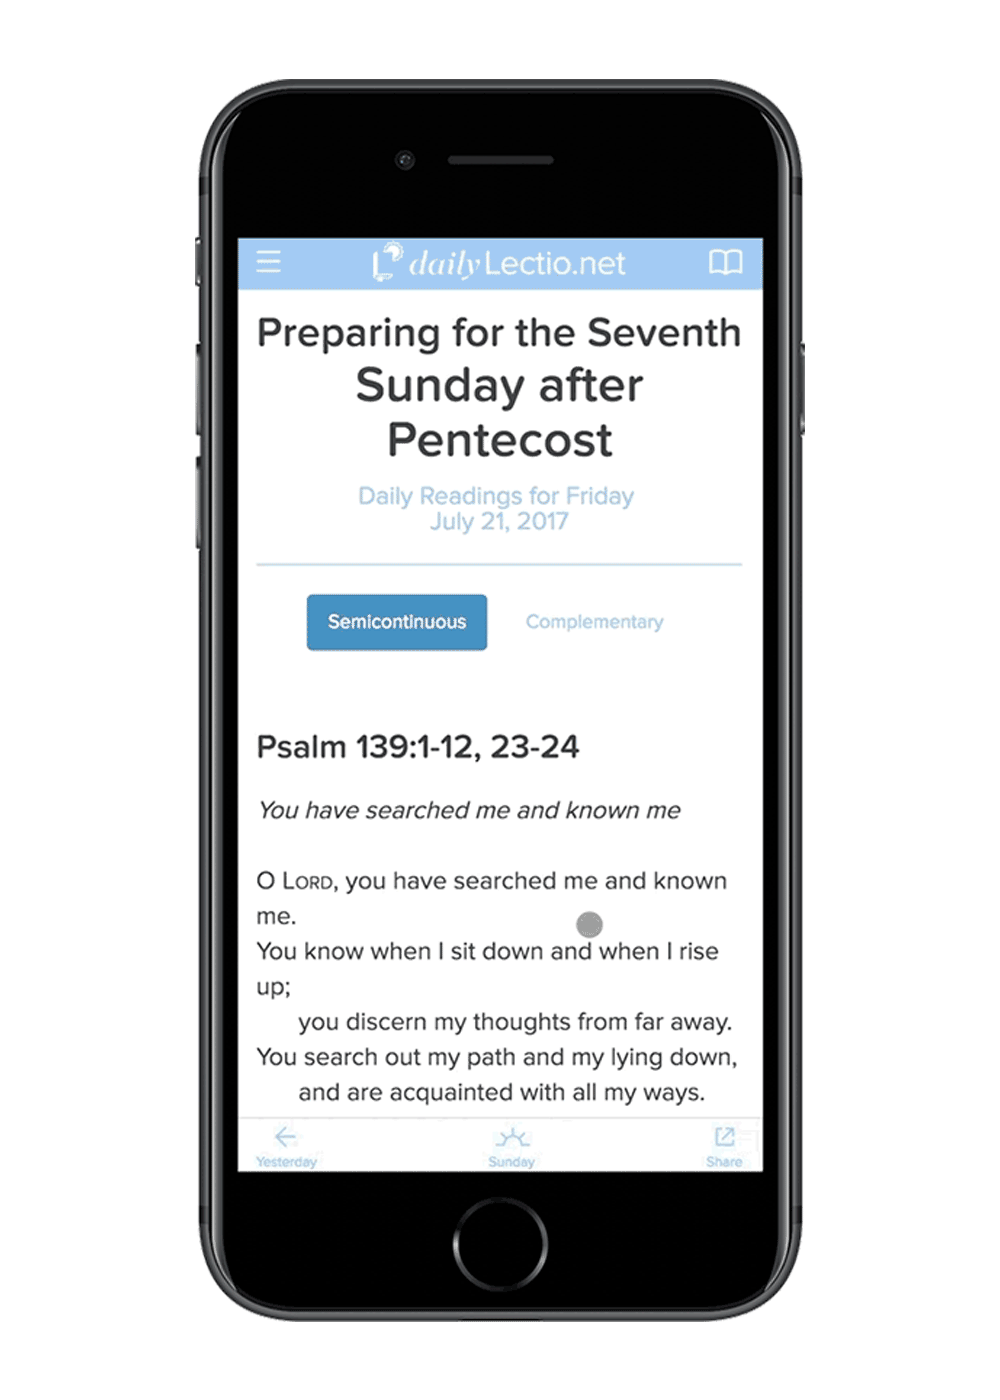 daily Lectio.net
Preparing for the Seventh
Sunday after
Pentecost
Daily Readings for Friday
July 21, 2017
Semicontinuous Complementary
Psalm 139:1-12, 23-24
You have searched me and known me
O LORD, you have searched me and known
me.
You know when I sit down and when I rise
up;
you discern my thoughts from far away.
You search out my path and my lying down,
and are acquainted with all my ways.
Yesterday Sunday Share